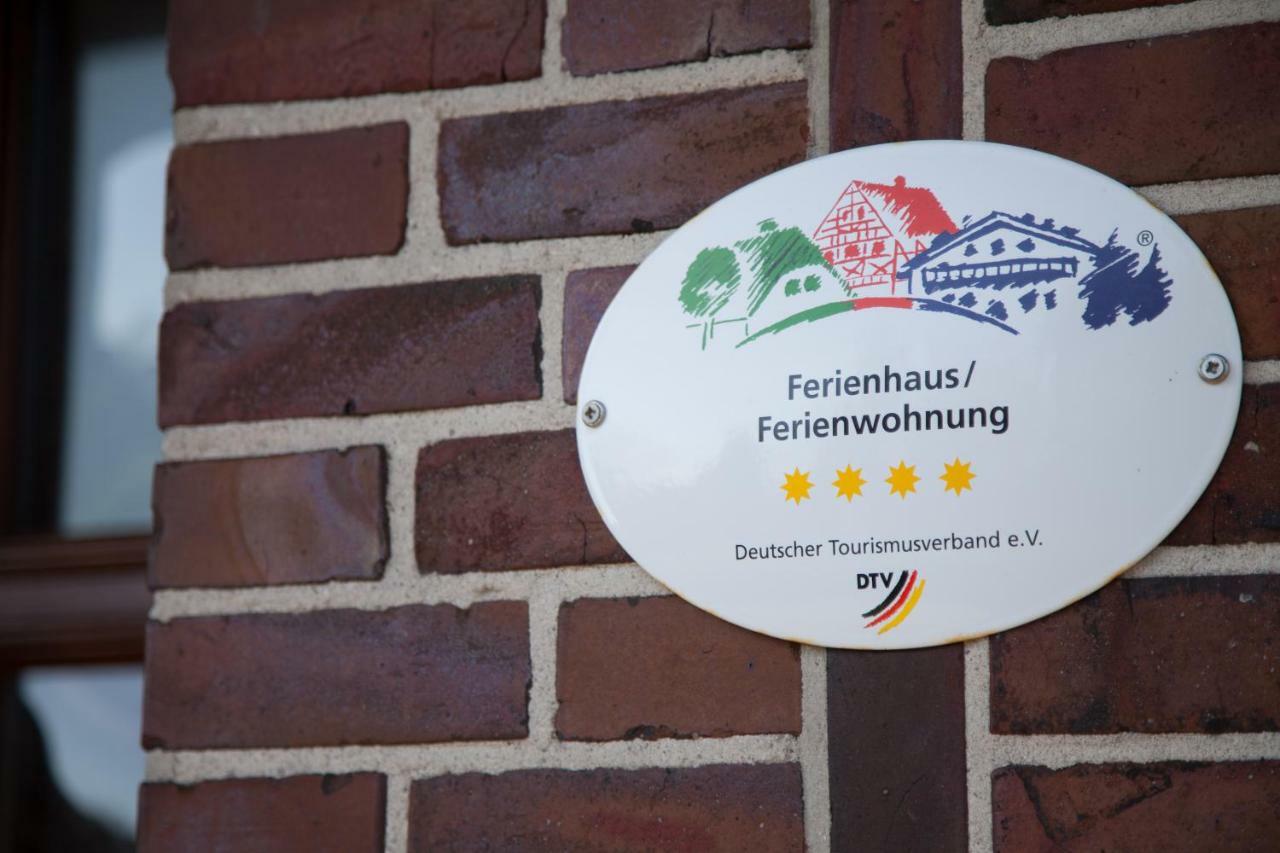 ®
Ferienhaus/
Ferienwohnung
Deutscher Tourismusverband e.V.
DTV